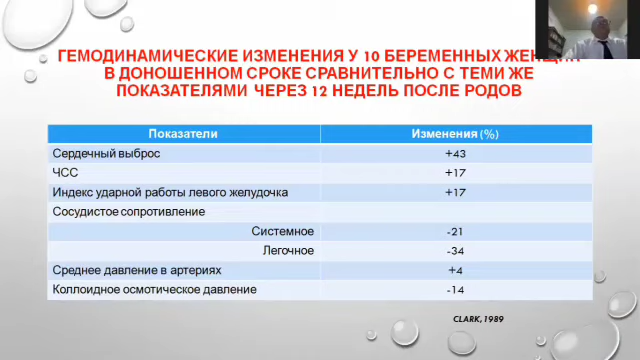 ГЕМОДИНАМИЧЕСКИЕ ИЗМЕНЕНИЯ У 10 БЕРЕМЕННЫХ
В ДОНОШЕННОМ СРОКЕ СРАВНИТЕЛЬНО С ТЕМИ ЖЕ
ПОКАЗАТЕЛЯМИ ЧЕРЕЗ 12 НЕДЕЛЬ ПОСЛЕ РОДОВ
Показатели Изменения (%)
Сердечный выброс +43
ЧСС +17
Индекс ударной работы левого желудочка +17
Сосудистое сопротивление
Системное -21
Легочное -34
Среднее давление в артериях +4
Коллоидное осмотическое давление -14
CLARK,1989